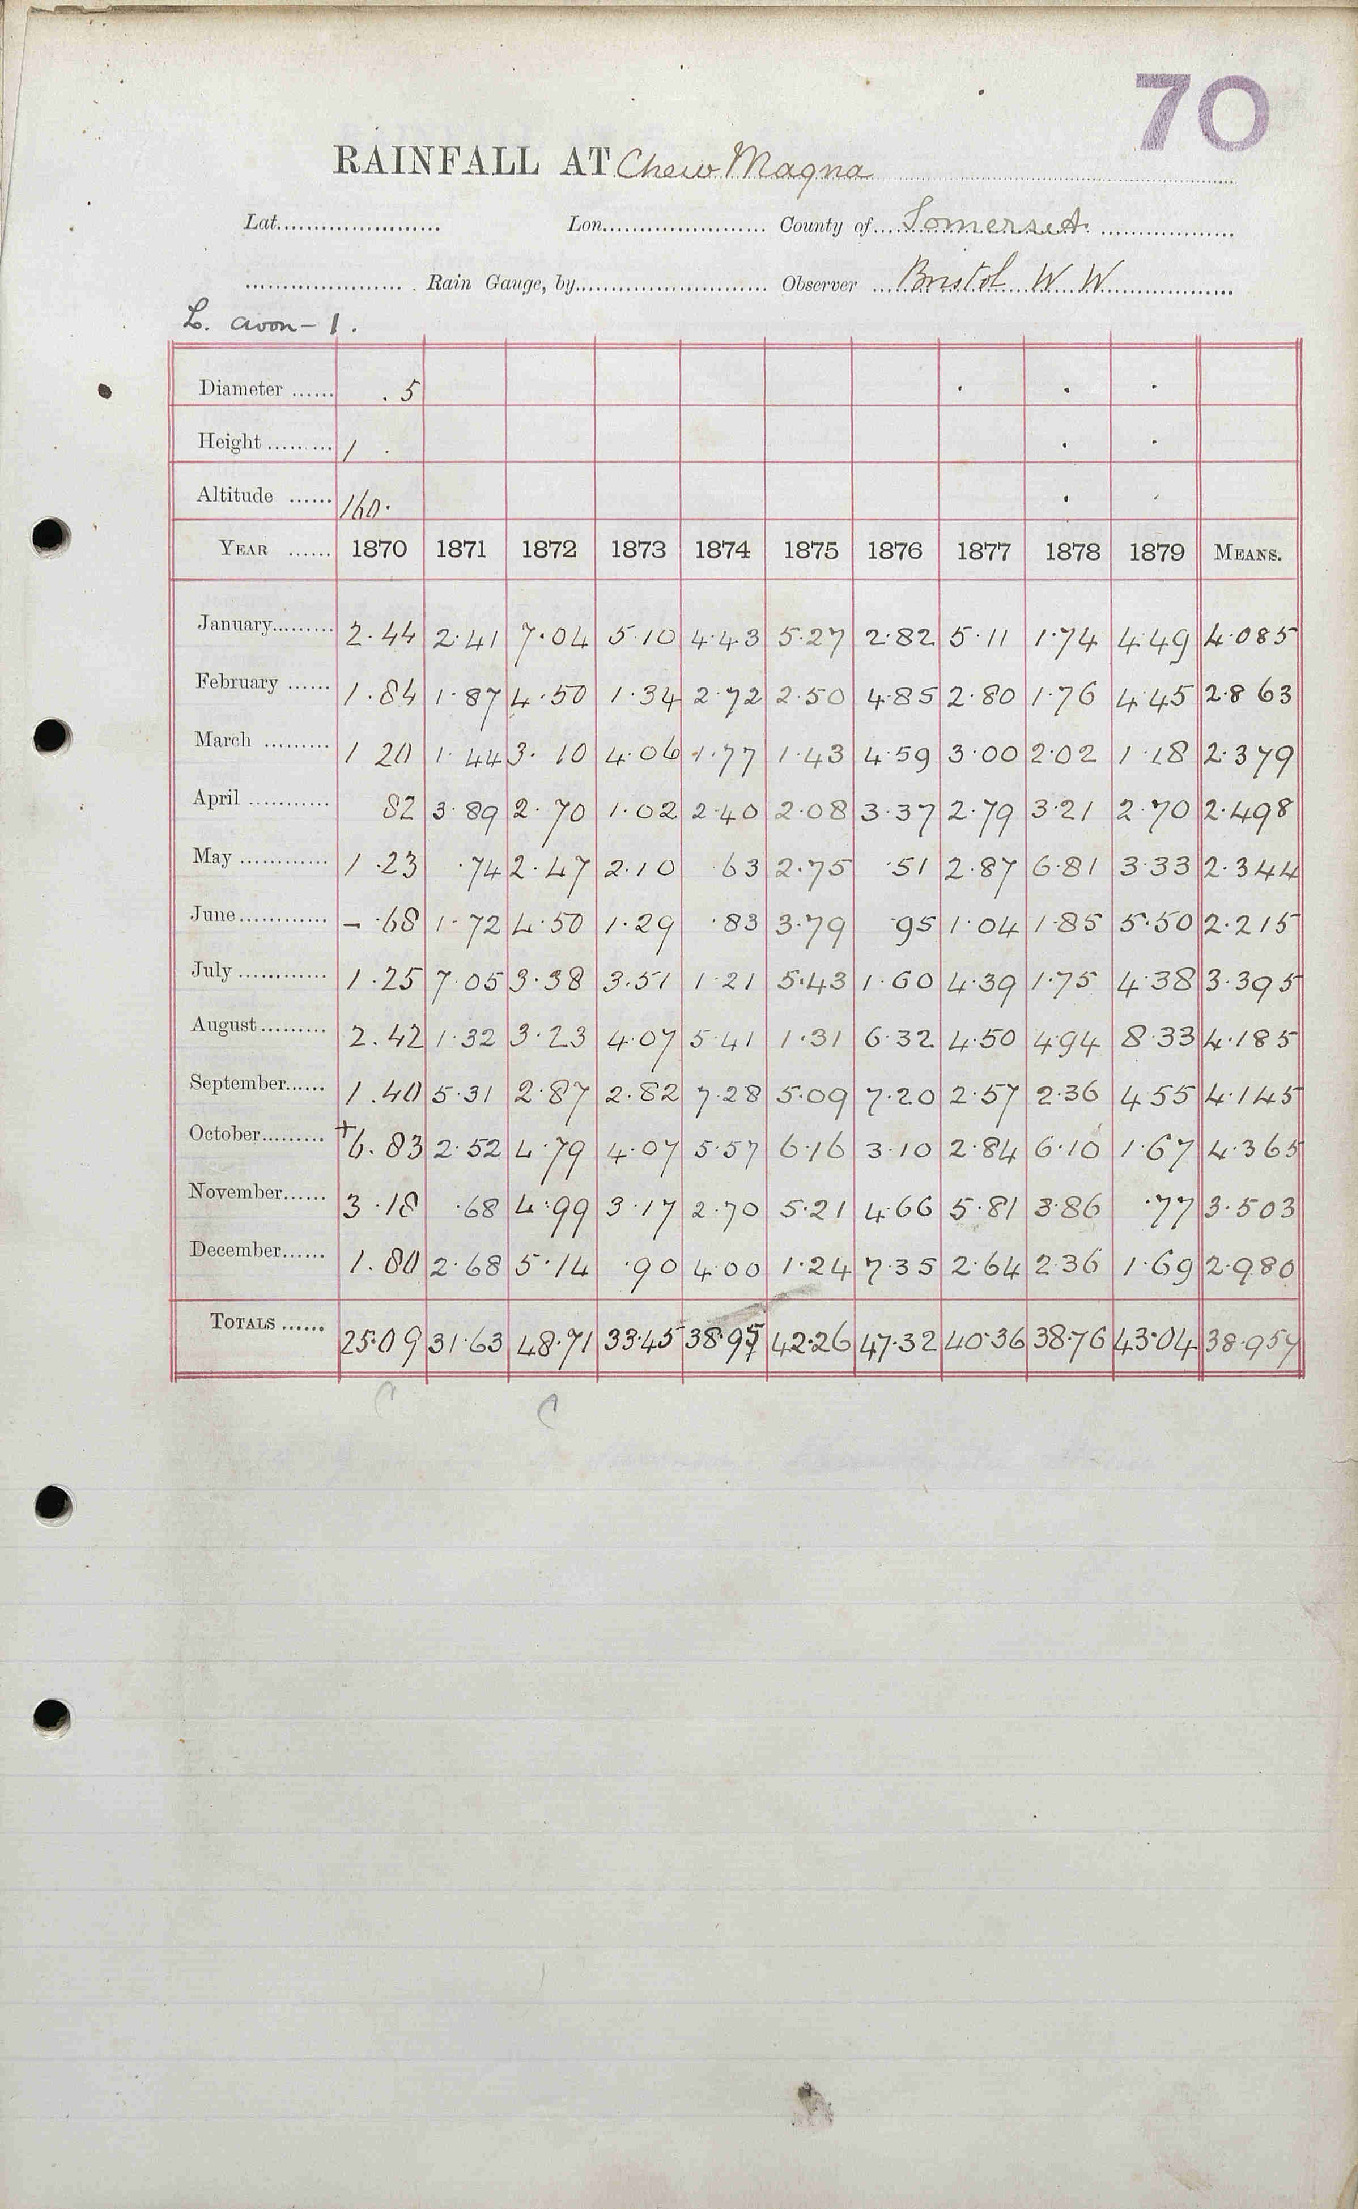 70
RAINFALL AT Chew Magna
Lat. Lon. County of Somerset
Rain Gauge, by Observer Bristol W W
L. Avon - 1.
Diameter 5
Height 1
Altitude 160
YEAR 1870 1871 1872 1873 1874 1875 1876 1877 1878 1879 MEANS.
January 2.44 2.41 7.04 5.10 4.43 5.27 2.82 5.11 1.74 4.49 4.085
February 1.84 1.87 4.50 1.34 2.72 2.50 4.85 2.80 1.76 4.45 2.863
March 1 20 1.44 3.10 4.06 1.77 1.43 4.59 3.00 2.02 1.18 2.379
April 82 3.89 2.70 1.02 2.40 2.08 3.37 2.79 3.21 2.70 2.498
May 1.23 .74 2.47 2.10 .63 2.75 .51 2.87 6.81 3.33 2.344
June - .68 1.72 4.50 1.29 .83 3.79 95 1.04 1.85 5.50 2.215
July 1.25 7.05 3.38 3.51 1.21 5.43 1.60 4.39 1.75 4.38 3.395
August 2.42 1.32 3.23 4.07 5.41 1.31 6.32 4.50 4.94 8.33 4.185
September 1.40 5.31 2.87 2.82 7.28 5.09 7.20 2.57 2.36 4.55 4.145
October +6.83 2.52 4.79 4.07 5.57 6.16 3.10 2.84 6.10 1.67 4.365
November 3.18 .68 4.99 3.17 2.70 5.21 4.66 5.81 3.86 .77 3.503
December 1.80 2.68 5.14 .90 4.00 1.24 7.35 2.64 2.36 1.69 2.980
TOTALS 25.09 31.63 48.71 33.45 38.95 42.26 47.32 40.36 38.76 43.04 38.957